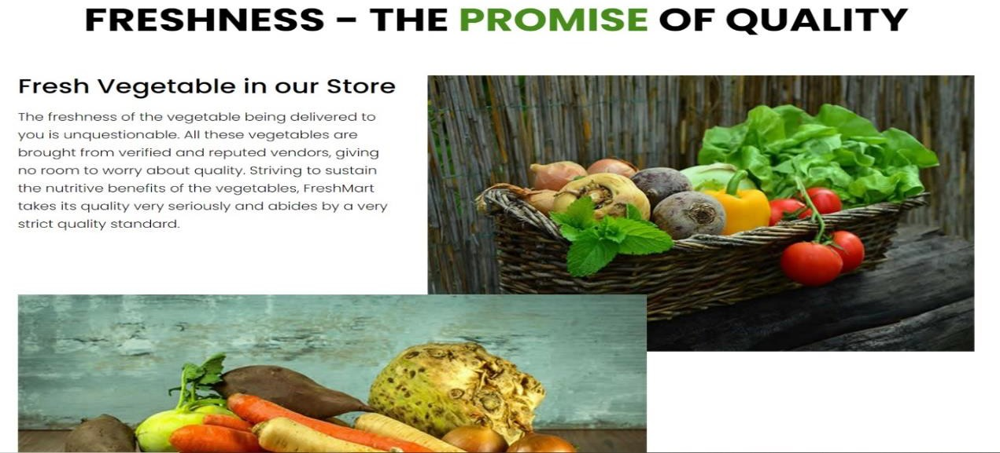 FRESHNESS - THE PROMISE OF QUALITY
Fresh Vegetable in our Store
The freshness of the vegetable being delivered to
you is unquestionable. All these vegetables are
brought from verified and reputed vendors, giving
no room to worry about quality. Striving to sustain
the nutritive benefits of the vegetables, FreshMart
takes its quality very seriously and abides by a very
strict quality standard.